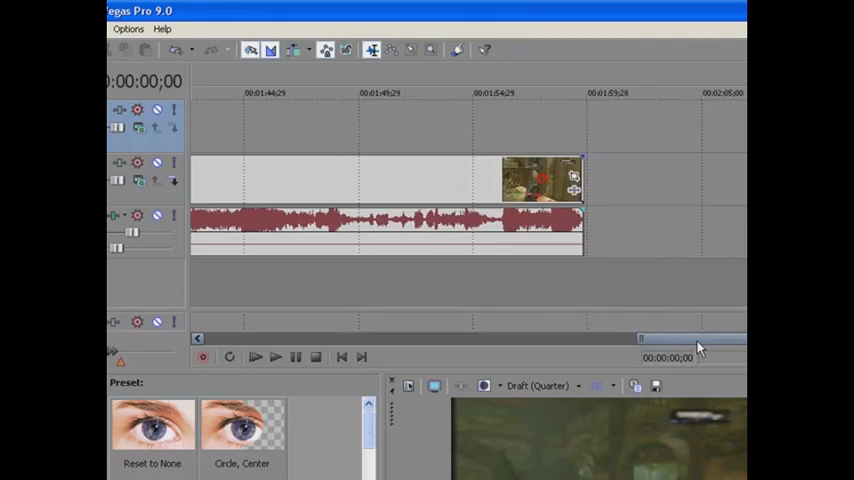 Vegas Pro 9.0
Options Help
0:00:00;00
00:01:44;29 00:01:49;29 00:01:54;29 00:01:59;28 00:02:05;00
00:00:00;00
Preset:
Draft (Quarter)
Reset to None
Circle, Center